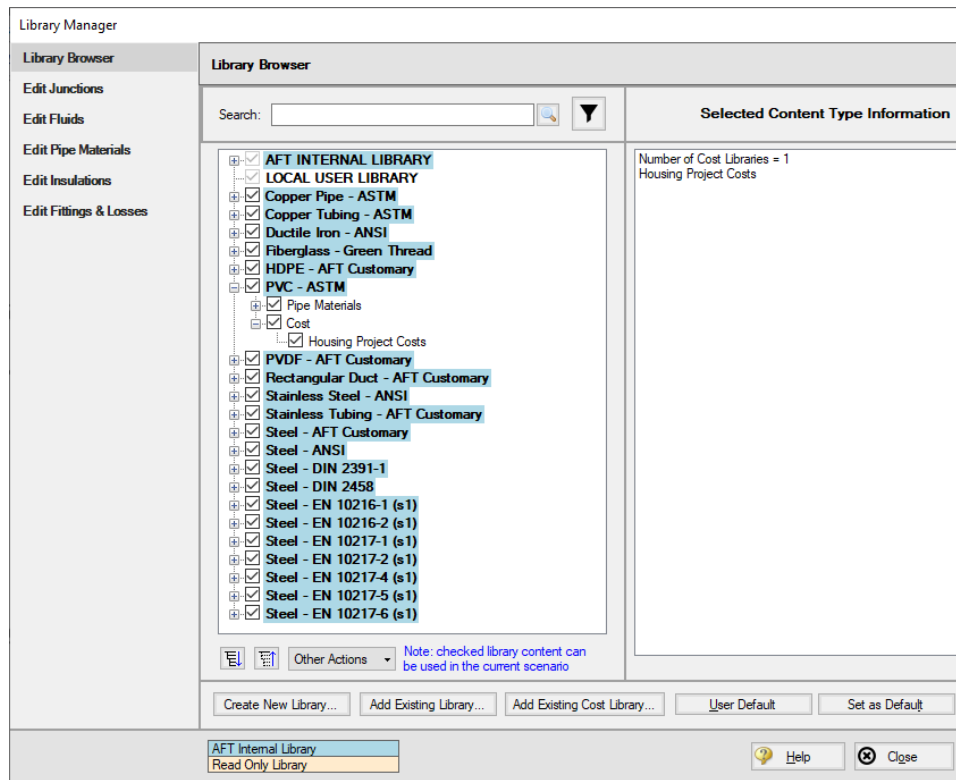 Library Manager
Library Browser
Edit Junctions
Edit Fluids
Edit Pipe Materials
Edit Insulations
Edit Fittings & Losses
Library Browser
Search:
AFT INTERNAL LIBRARY
LOCAL USER LIBRARY
Copper Pipe - ASTM
Copper Tubing - ASTM
Ductile Iron - ANSI
Fiberglass - Green Thread
HDPE - AFT Customary
PVC - ASTM
Pipe Materials
Cost
Housing Project Costs
PVDF - AFT Customary
Rectangular Duct - AFT Customary
Stainless Steel - ANSI
Stainless Tubing - AFT Customary
Steel - AFT Customary
Steel - ANSI
Steel - DIN 2391-1
Steel - DIN 2458
Steel - EN 10216-1 (s1)
Steel - EN 10216-2 (s1)
Steel - EN 10217-1 (s1)
Steel - EN 10217-2 (s1)
Steel - EN 10217-4 (s1)
Steel - EN 10217-5 (s1)
Steel - EN 10217-6 (s1)
Other Actions
Note: checked library content can
be used in the current scenario
Selected Content Type Information
Number of Cost Libraries = 1
Housing Project Costs
Create New Library...
Add Existing Library...
Add Existing Cost Library...
User Default
Set as Default
AFT Internal Library
Read Only Library
Help
Close